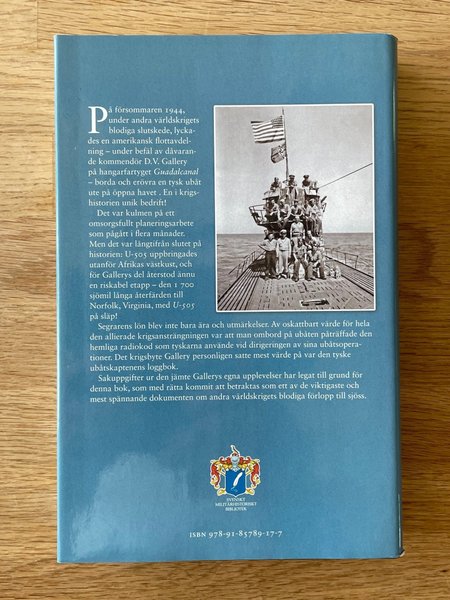 På försommaren 1944,
under andra världskrigets
blodiga slutskede, lycka-
des en amerikansk flottavdel-
ning – under befäl av dåvaran-
de kommendör D.V. Gallery
på hangarfartyget Guadalcanal
– borda och erövra en tysk ubåt
ute på öppna havet . En i krigs-
historien unik bedrift!
Det var kulmen på ett
omsorgsfullt planeringsarbete
som pågått i flera månader.
Men det var långtifrån slutet på
historien: U-505 uppbringades
utanför Afrikas västkust, och
för Gallerys del återstod ännu
en riskabel etapp – den 1 700
sjömil långa återfärden till
Norfolk, Virginia, med U-505
på släp!
Segrarens lön blev inte bara ära och utmärkelser. Av oskattbart värde för hela
den allierade krigsansträngningen var att man ombord på ubåten påträffade den
hemliga radiokod som tyskarna använde vid dirigeringen av sina ubåtsopera-
tioner. Det krigsbyte Gallery personligen satte mest värde på var den tyske
ubåtskaptenens loggbok.
Sakuppgifter ur den jämte Gallerys egna upplevelser har legat till grund för
denna bok, som med rätta kommit att betraktas som ett av de viktigaste och
mest spännande dokumenten om andra världskrigets blodiga förlopp till sjöss.
SVENSKT
MILITÄRHISTORISKT
BIBLIOTEK
ISBN 978-91-85789-17-7